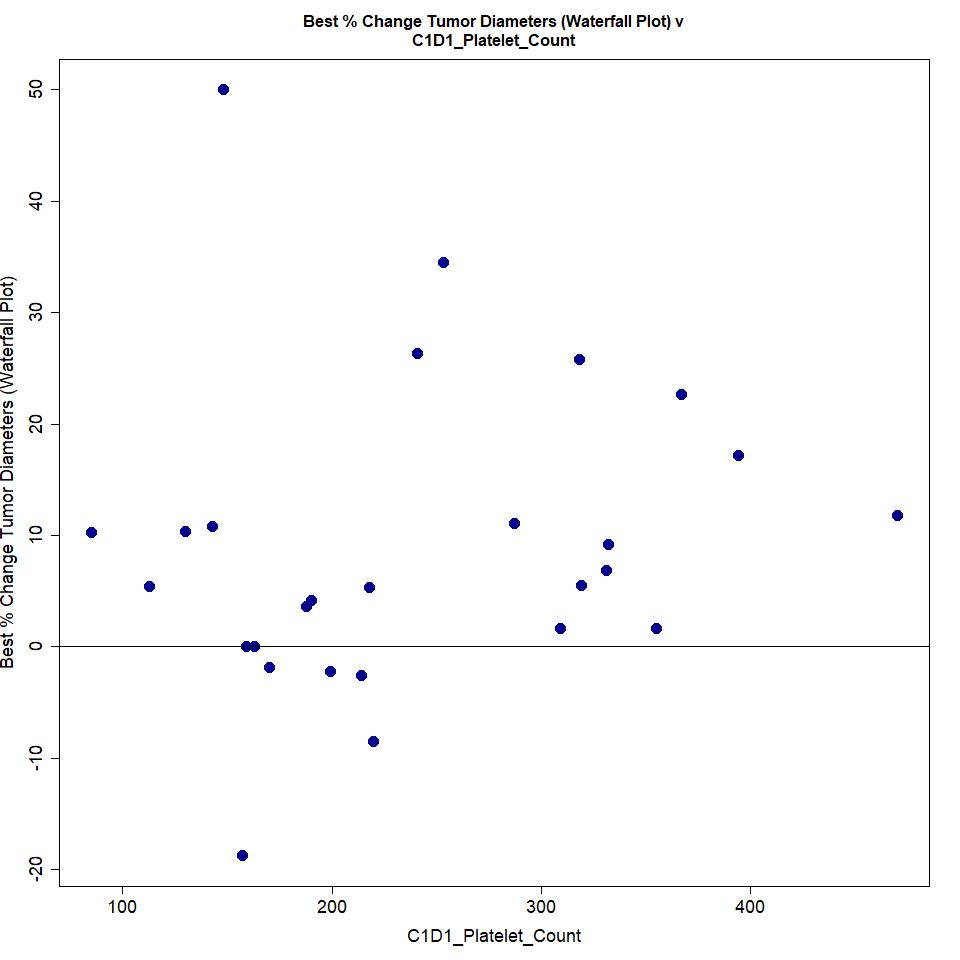 Best % Change Tumor Diameters (Waterfall Plot) v
C1D1_Platelet_Count
50
40
30
20
10
0
-10
-20
Best % Change Tumor Diameters (Waterfall Plot)
100 200 300 400
C1D1_Platelet_Count